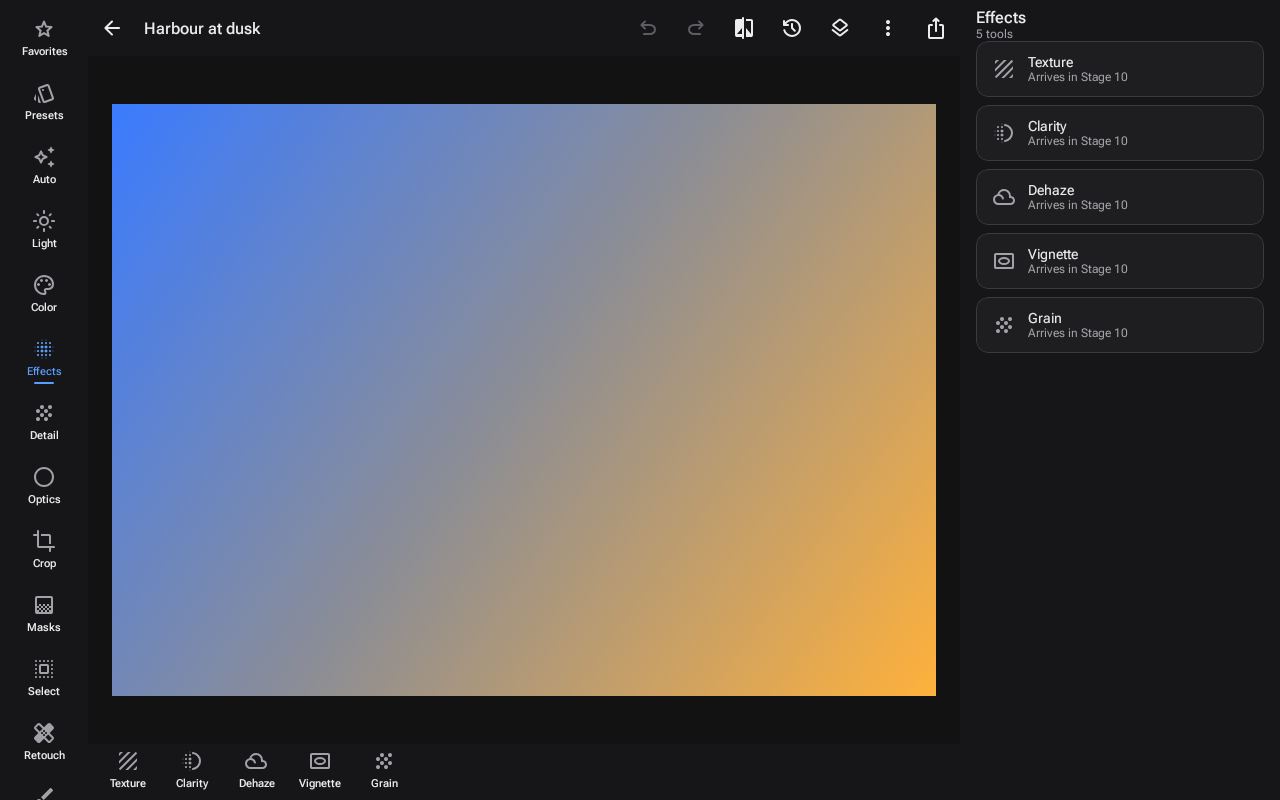 Favorites
Presets
Auto
Light
Color
Effects
Detail
Optics
Crop
Masks
Select
Retouch
Harbour at dusk
Texture
Clarity
Dehaze
Vignette
Grain
Effects
5 tools
Texture
Arrives in Stage 10
Clarity
Arrives in Stage 10
Dehaze
Arrives in Stage 10
Vignette
Arrives in Stage 10
Grain
Arrives in Stage 10